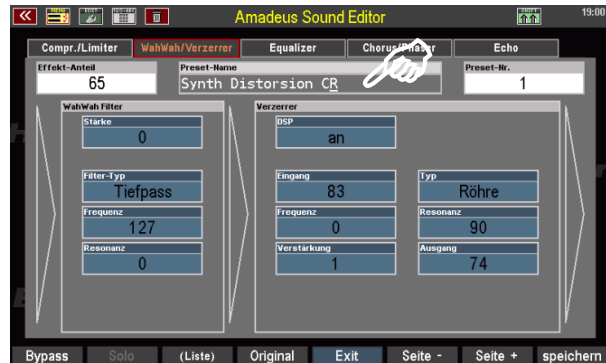 MENU EDIT Amadeus Sound Editor 19:00
Compr./Limiter WahWah/Verzerrer Equalizer Chorus/Phaser Echo
Effekt-Anteil Preset-Name Preset-Nr.
65 Synth Distorsion CR 1
WahWah Filter Verzerrer
Stärke DSP
0 an
Filter-Typ Eingang Typ
Tiefpass 83 Röhre
Frequenz Frequenz Resonanz
127 0 90
Resonanz Verstärkung Ausgang
0 1 74
Bypass Solo (Liste) Original Exit Seite - Seite + speichern